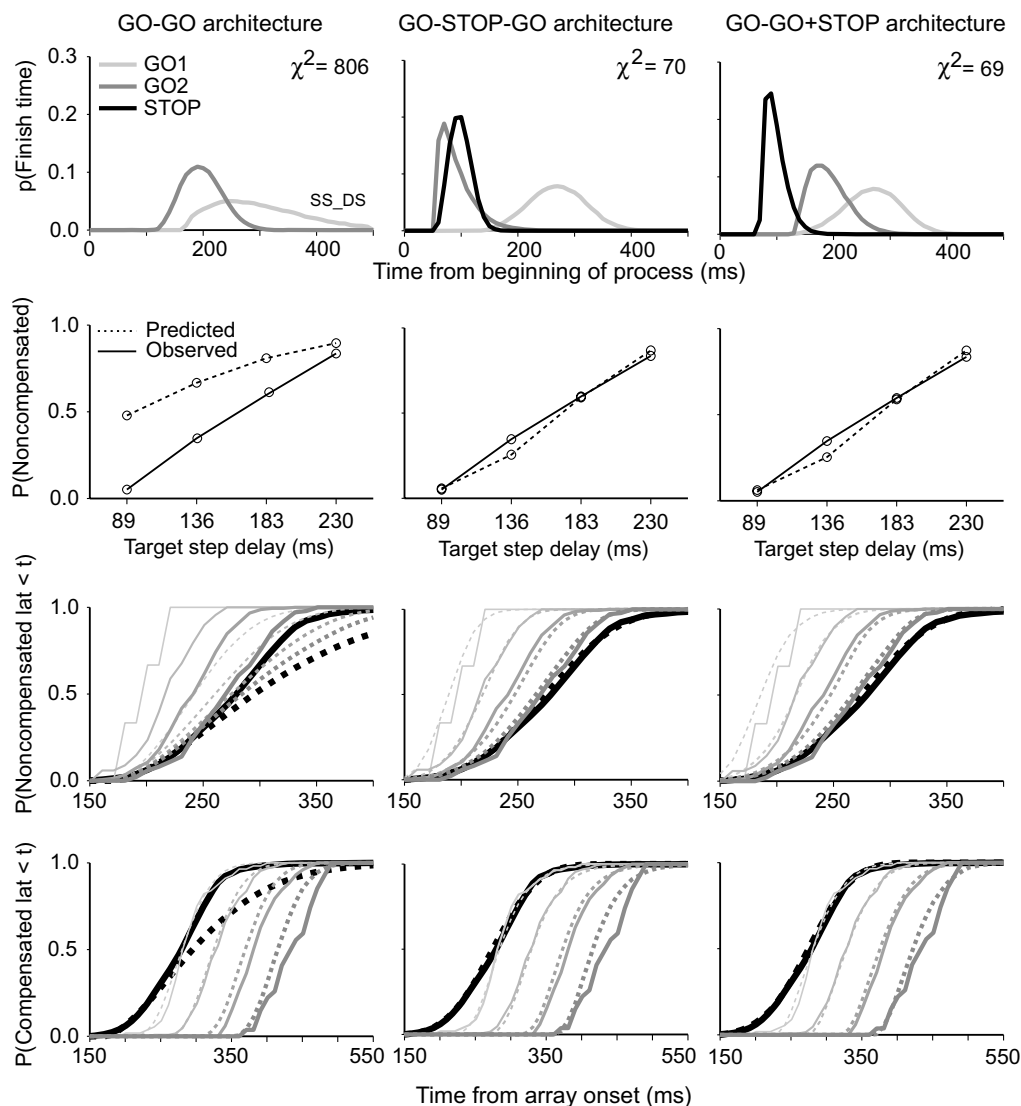 GO-GO architecture
GO-STOP-GO architecture
GO-GO+STOP architecture
p(Finish time)
0.3
0.2
0.1
0.0
GO1
GO2
STOP
χ2= 806
SS_DS
χ2= 70
χ2= 69
0 200 400
0 200 400
0 200 400
Time from beginning of process (ms)
P(Noncompensated)
1.0
0.5
0.0
Predicted
Observed
89 136 183 230
89 136 183 230
89 136 183 230
Target step delay (ms)
Target step delay (ms)
Target step delay (ms)
P(Noncompensated lat < t)
1.0
0.5
0.0
150 250 350
150 250 350
150 250 350
P(Compensated lat < t)
1.0
0.5
0.0
150 350 550
150 350 550
150 350 550
Time from array onset (ms)